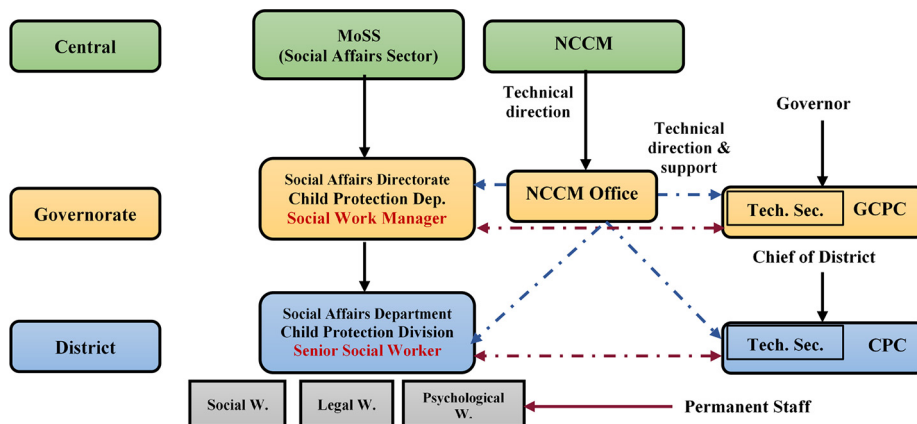 Central
MoSS
(Social Affairs Sector)
NCCM
Technical
direction
Governor
Technical
direction &
support
Governorate
Social Affairs Directorate
Child Protection Dep.
Social Work Manager
NCCM Office
Tech. Sec.
GCPC
Chief of District
District
Social Affairs Department
Child Protection Division
Senior Social Worker
Tech. Sec.
CPC
Social W.
Legal W.
Psychological
W.
Permanent Staff